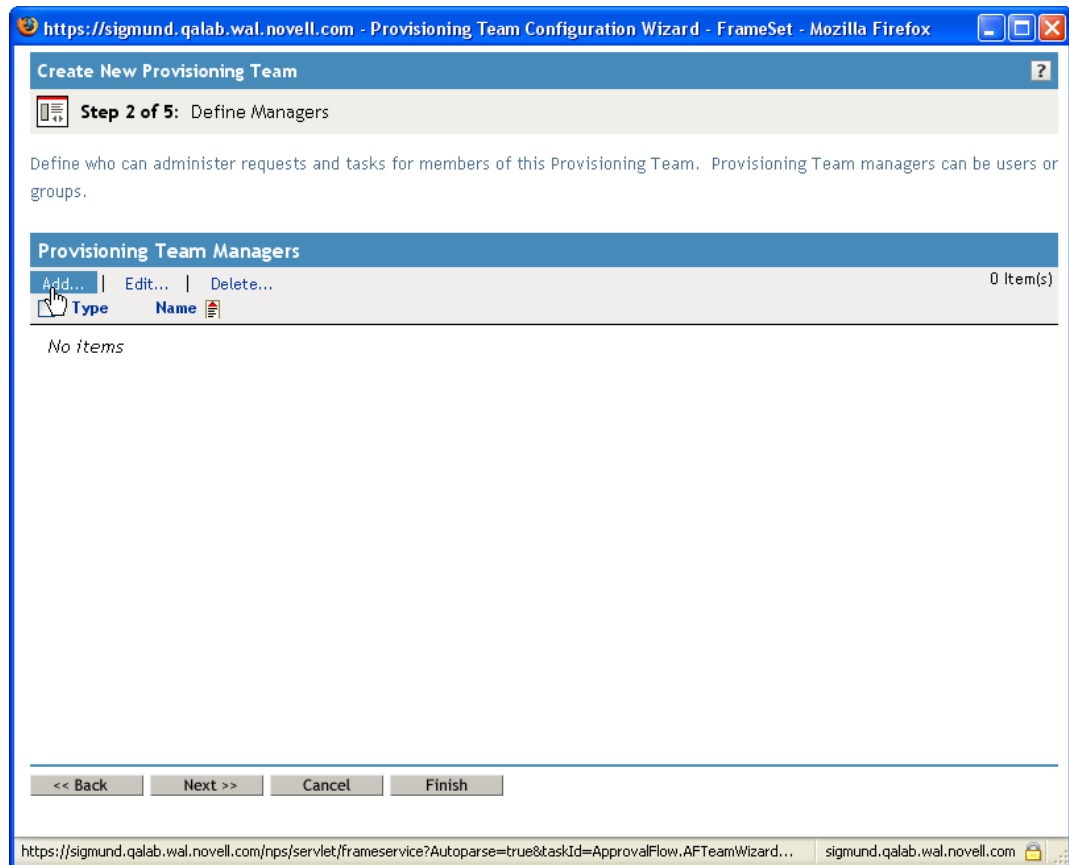 https://sigmund.qalab.wal.novell.com - Provisioning Team Configuration Wizard - FrameSet - Mozilla Firefox
Create New Provisioning Team
?
Step 2 of 5: Define Managers
Define who can administer requests and tasks for members of this Provisioning Team. Provisioning Team managers can be users or
groups.
Provisioning Team Managers
Add... | Edit... | Delete... 0 Item(s)
Type Name
No items
<< Back Next >> Cancel Finish
https://sigmund.qalab.wal.novell.com/nps/servlet/frameservice?Autoparse=true&taskId=ApprovalFlow.AFTeamWizard... sigmund.qalab.wal.novell.com